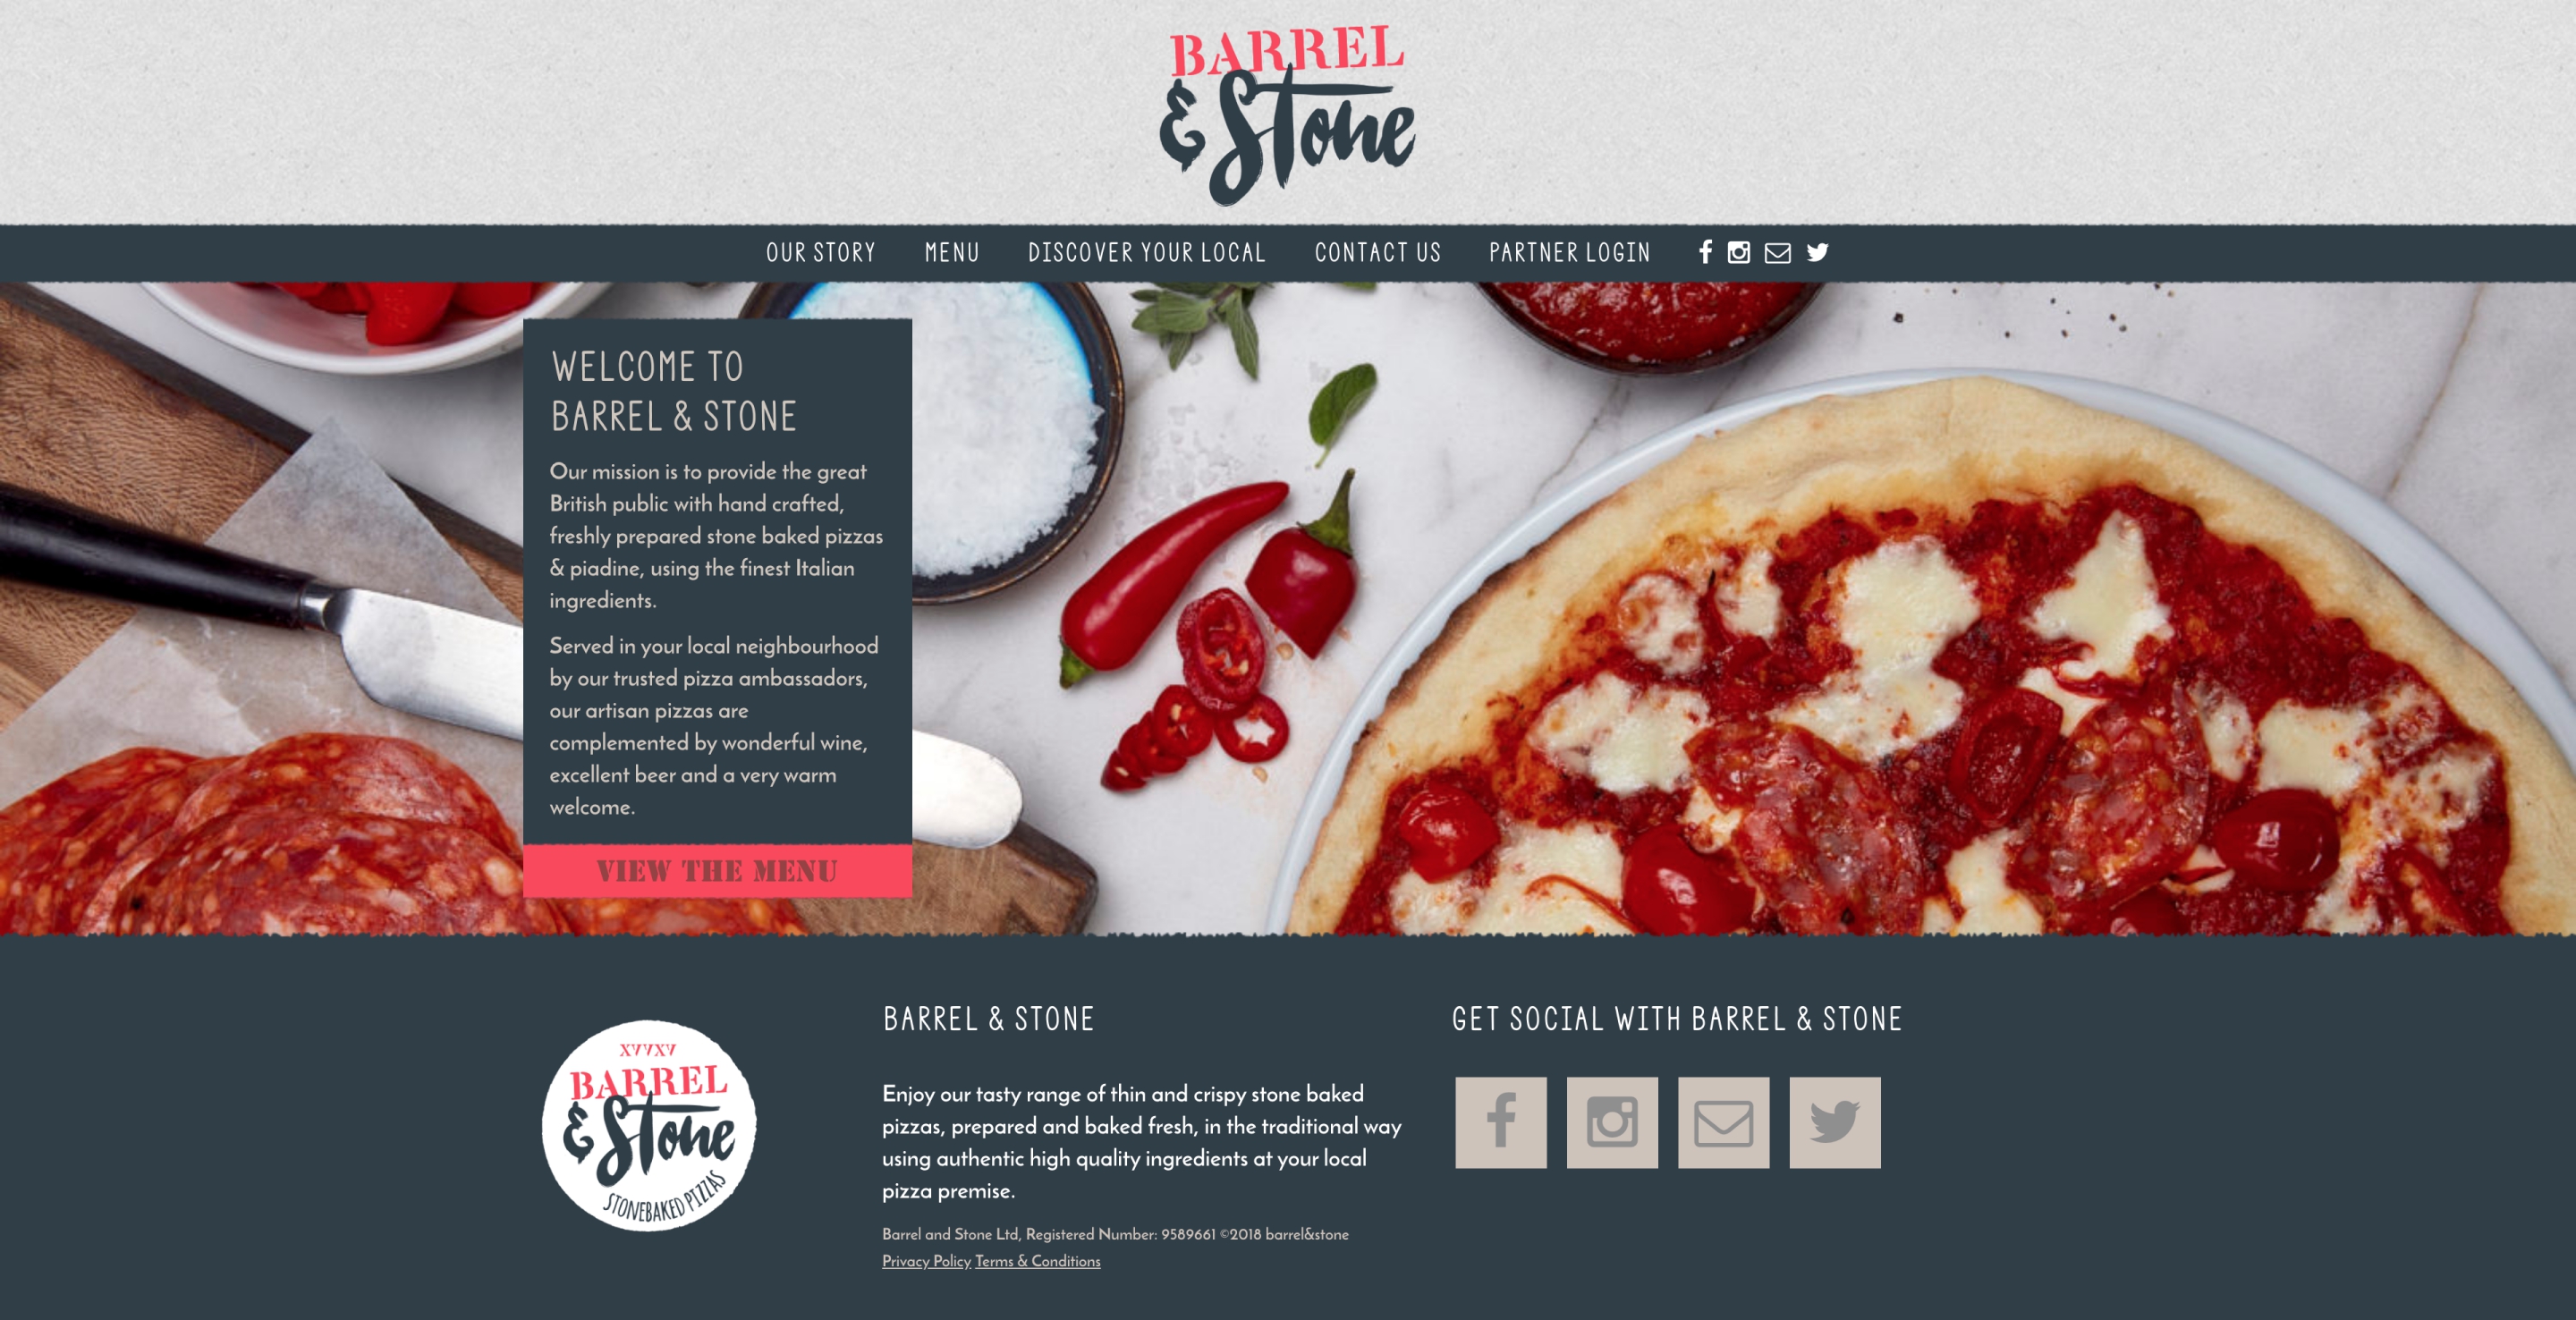 BARREL
& Stone
OUR STORY MENU DISCOVER YOUR LOCAL CONTACT US PARTNER LOGIN
WELCOME TO
BARREL & STONE
Our mission is to provide the great
British public with hand crafted,
freshly prepared stone baked pizzas
& piadine, using the finest Italian
ingredients.
Served in your local neighbourhood
by our trusted pizza ambassadors,
our artisan pizzas are
complemented by wonderful wine,
excellent beer and a very warm
welcome.
VIEW THE MENU
XVVXV
BARREL
& Stone
STONEBAKED PIZZAS
BARREL & STONE
Enjoy our tasty range of thin and crispy stone baked
pizzas, prepared and baked fresh, in the traditional way
using authentic high quality ingredients at your local
pizza premise.
Barrel and Stone Ltd, Registered Number: 9589661 ©2018 barrel&stone
Privacy Policy Terms & Conditions
GET SOCIAL WITH BARREL & STONE